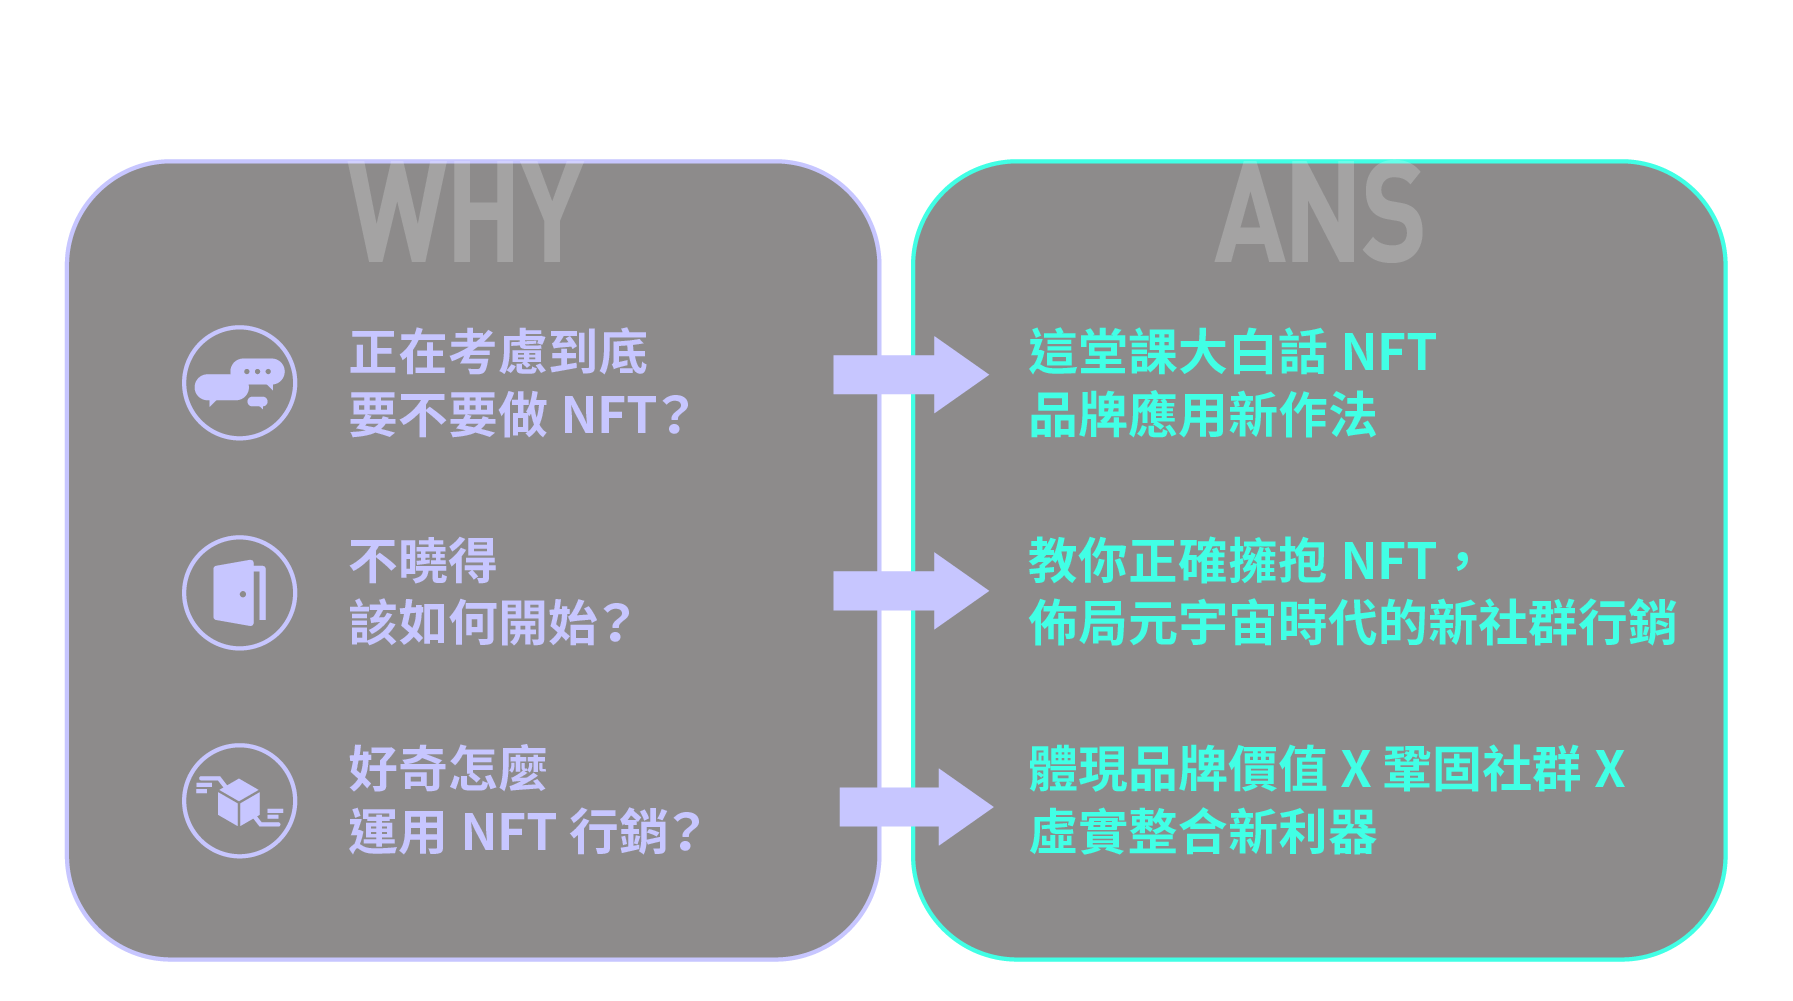 WHY
正在考慮到底
要不要做 NFT？
不曉得
該如何開始？
好奇怎麼
運用 NFT 行銷？
ANS
這堂課大白話 NFT
品牌應用新作法
教你正確擁抱 NFT，
佈局元宇宙時代的新社群行銷
體現品牌價值 X 鞏固社群 X
虛實整合新利器